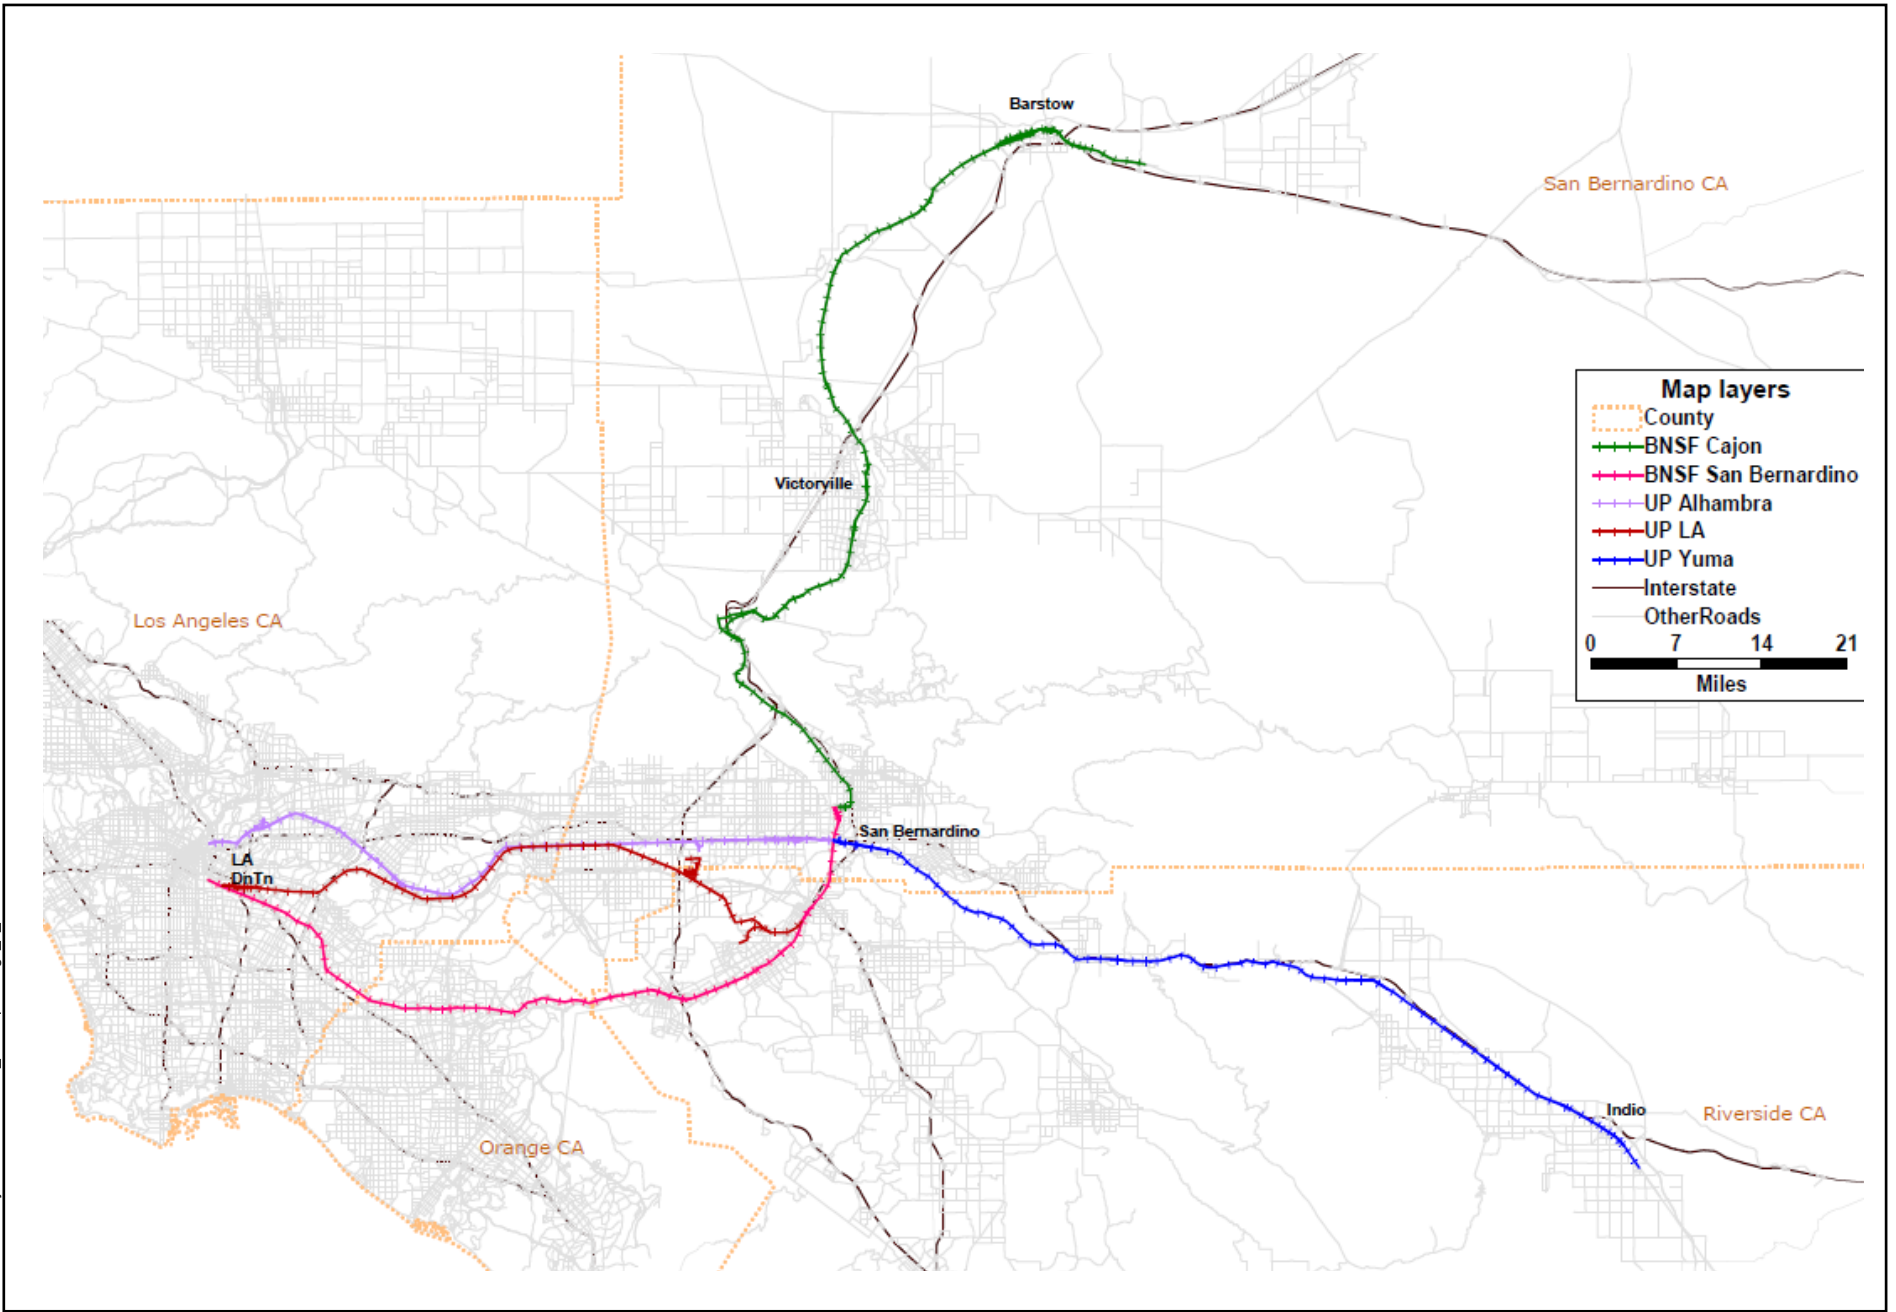 Barstow
San Bernardino CA
Map layers
County
BNSF Cajon
BNSF San Bernardino
UP Alhambra
UP LA
UP Yuma
Interstate
OtherRoads
0 7 14 21
Miles
Victorville
Los Angeles CA
San Bernardino
LA
DnTn
Indio
Riverside CA
Orange CA